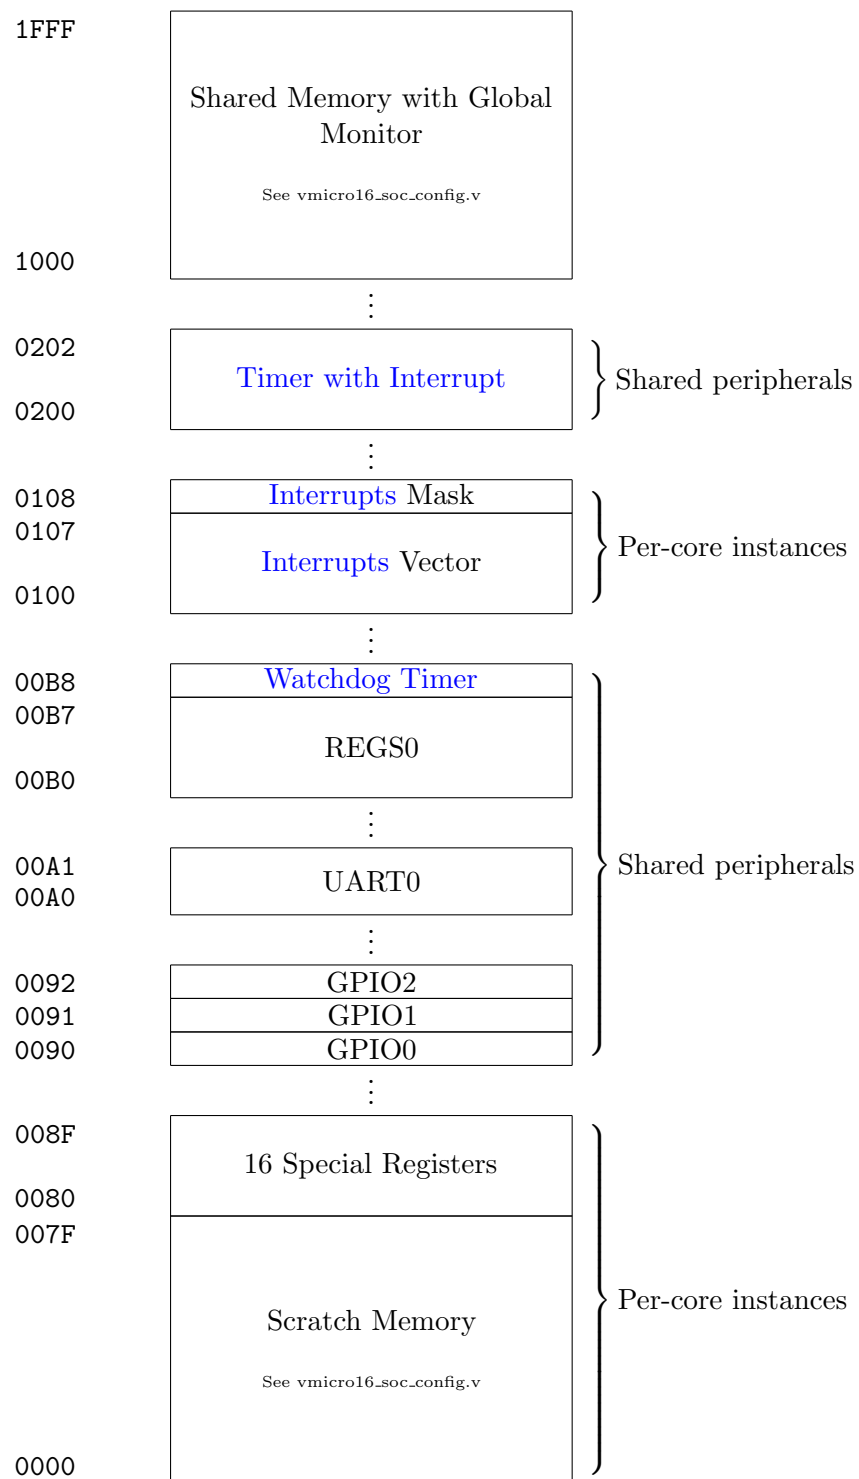 1FFF
Shared Memory with Global
Monitor
See vmicro16_soc_config.v
1000
0202
Timer with Interrupt
Shared peripherals
0200
0108
Interrupts Mask
0107
Interrupts Vector
Per-core instances
0100
00B8
Watchdog Timer
00B7
REGS0
00B0
00A1
UART0
Shared peripherals
00A0
0092
GPIO2
0091
GPIO1
0090
GPIO0
008F
16 Special Registers
0080
007F
Per-core instances
Scratch Memory
See vmicro16_soc_config.v
0000